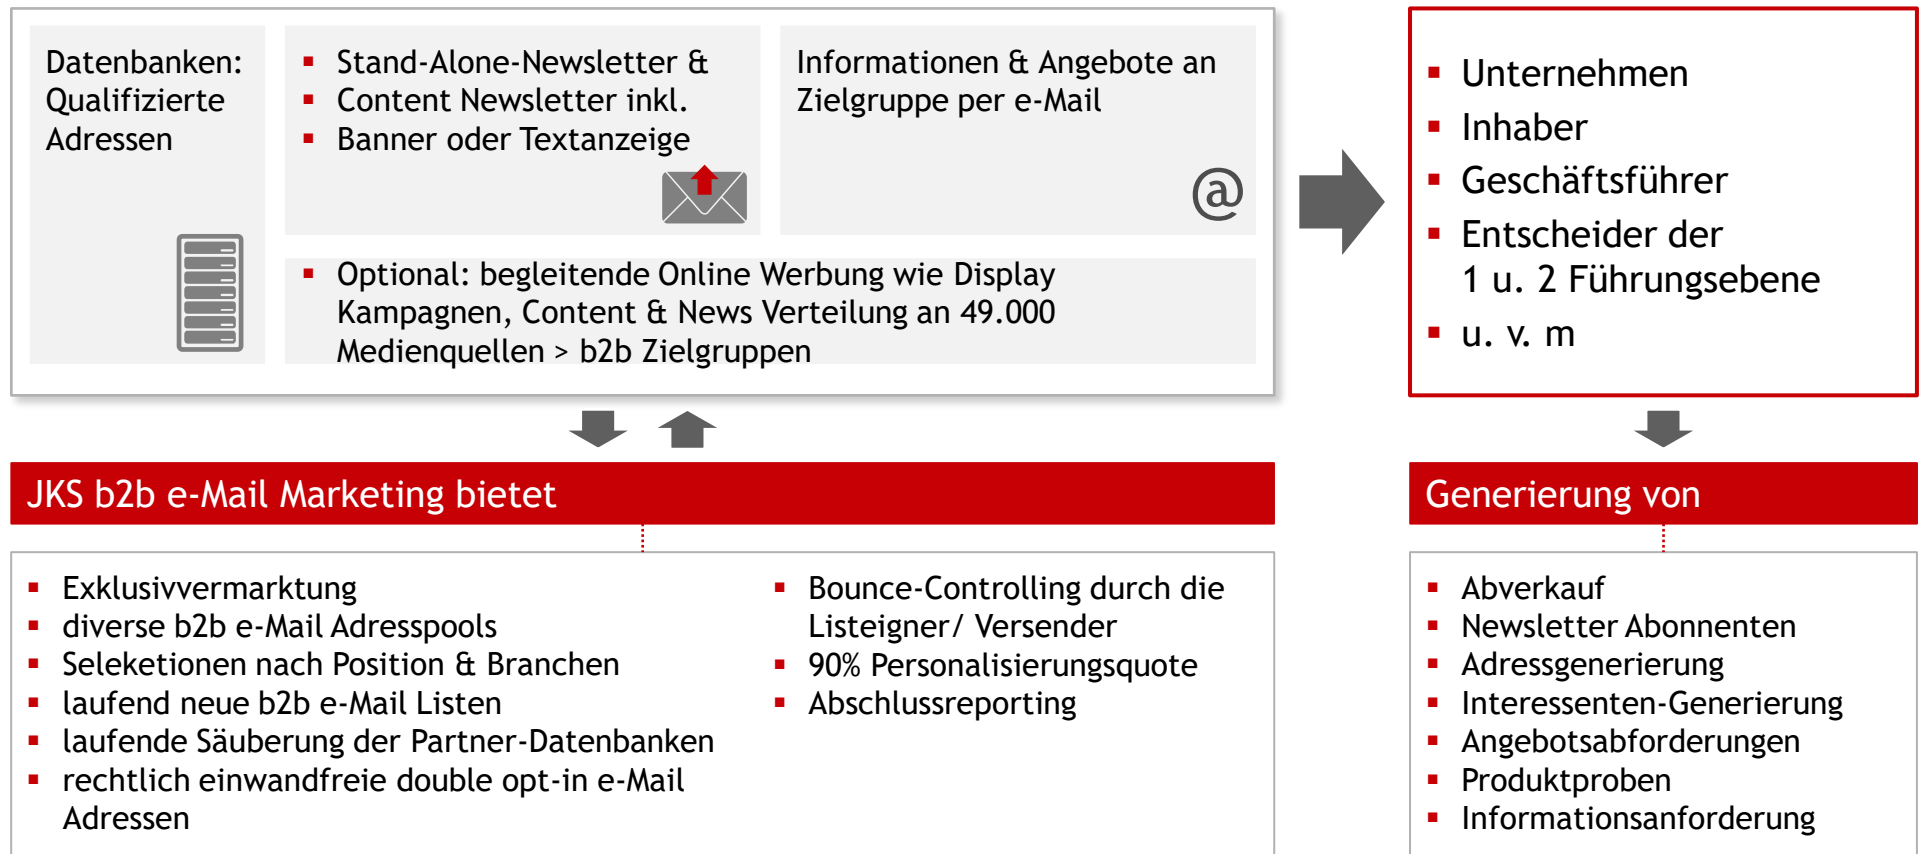 Datenbanken:
Qualifizierte
Adressen
Stand-Alone-Newsletter &
Content Newsletter inkl.
Banner oder Textanzeige
Informationen & Angebote an
Zielgruppe per e-Mail
@
Optional: begleitende Online Werbung wie Display
Kampagnen, Content & News Verteilung an 49.000
Medienquellen > b2b Zielgruppen
Unternehmen
Inhaber
Geschäftsführer
Entscheider der
1 u. 2 Führungsebene
u. v. m
JKS b2b e-Mail Marketing bietet
Exklusivvermarktung
diverse b2b e-Mail Adresspools
Seleketionen nach Position & Branchen
laufend neue b2b e-Mail Listen
laufende Säuberung der Partner-Datenbanken
rechtlich einwandfreie double opt-in e-Mail
Adressen
Bounce-Controlling durch die
Listeigner/ Versender
90% Personalisierungsquote
Abschlussreporting
Generierung von
Abverkauf
Newsletter Abonnenten
Adressgenerierung
Interessenten-Generierung
Angebotsabforderungen
Produktproben
Informationsanforderung